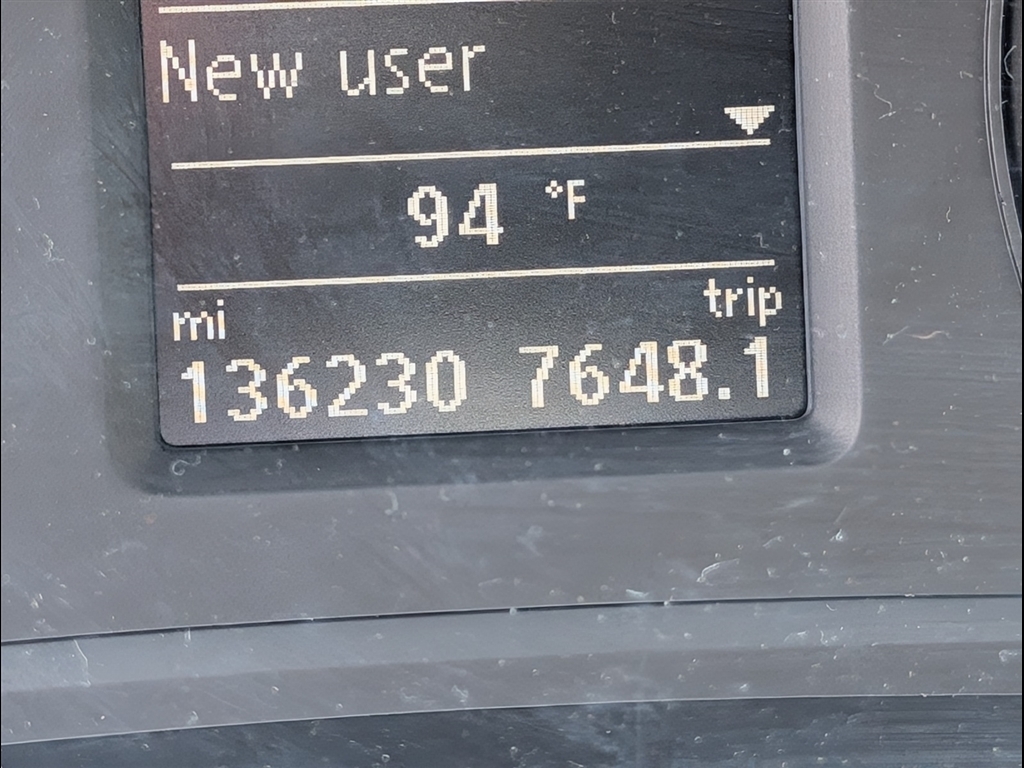 New user
94 °F
mi trip
136230 7648.1